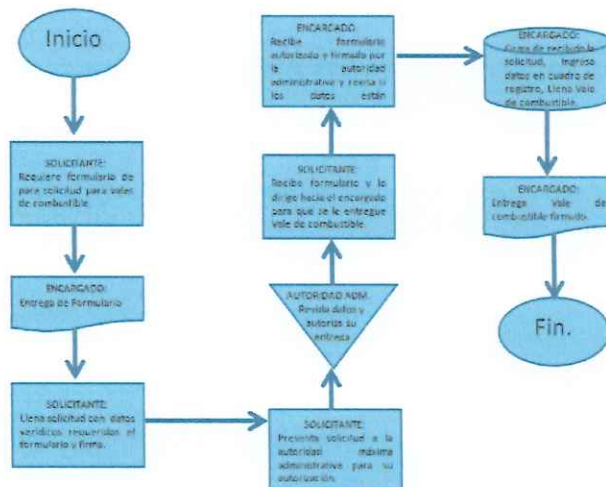 Inicio
SOLICITANTE:
Requiere formulario de
para solicitud para vales
de combustible.
ENCARGADO:
Entrega de Formulario
SOLICITANTE:
Llena solicitud con datos
verídicos requeridos el
formulario y firma.
SOLICITANTE:
Presenta solicitud a la
autoridad máxima
administrativa para su
autorización.
AUTORIDAD ADM.
Revida datos y
autoriza su
entrega
SOLICITANTE:
Recibe formulario y lo
dirige hacia el encargado
para que se le entregue
Vale de combustible.
ENCARGADO
Recibe formulario
autorizado y firmado por
la autoridad
administrativa y revisa si
los datos están
ENCARGADO:
Firma de recibido la
solicitud, ingresa
datos en cuadro de
registro, Llena Vale
de combustible.
ENCARGADO:
Entrega Vale de
combustible firmado.
Fin.